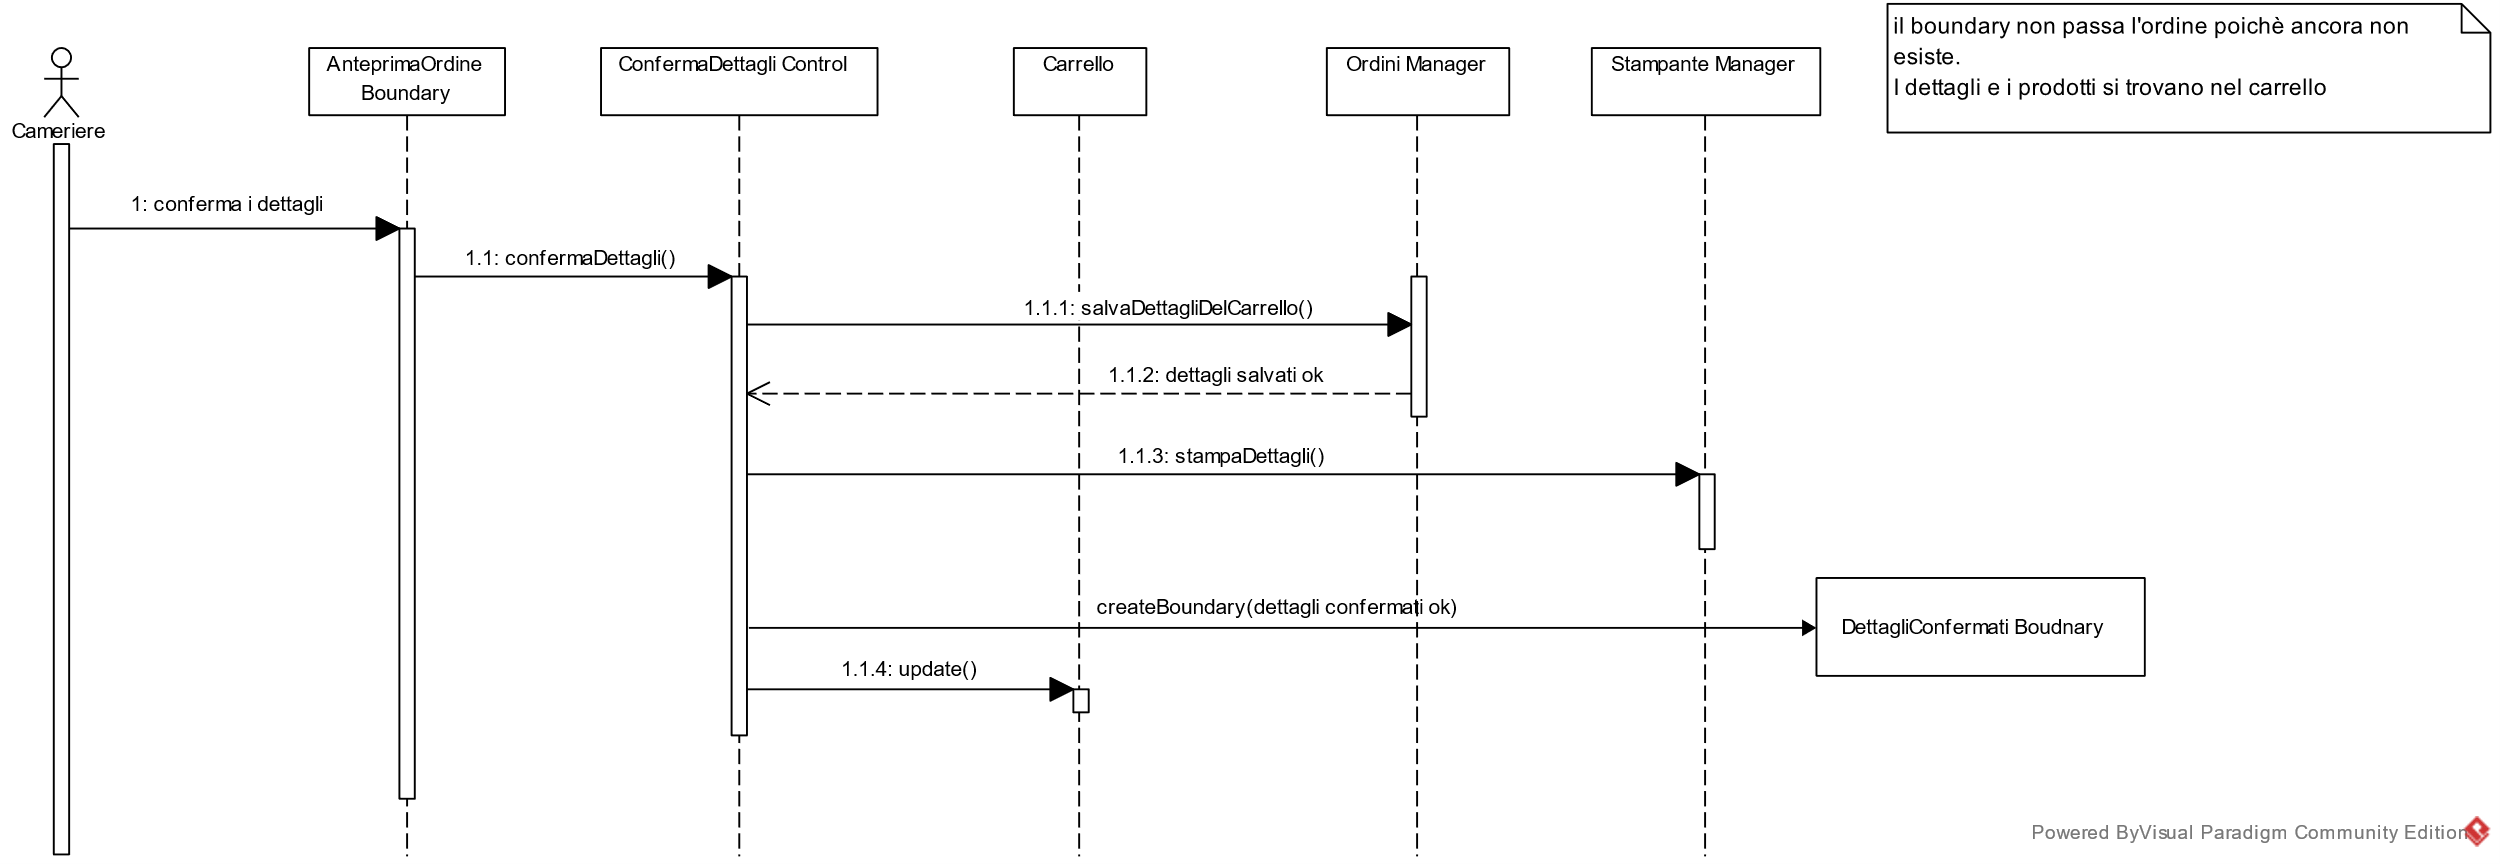 il boundary non passa l'ordine poichè ancora non
esiste.
I dettagli e i prodotti si trovano nel carrello
Cameriere
AnteprimaOrdine
Boundary
ConfermaDettagli Control
Carrello
Ordini Manager
Stampante Manager
1: conferma i dettagli
1.1: confermaDettagli()
1.1.1: salvaDettagliDelCarrello()
1.1.2: dettagli salvati ok
1.1.3: stampaDettagli()
createBoundary(dettagli confermati ok)
DettagliConfermati Boudnary
1.1.4: update()
Powered ByVisual Paradigm Community Edition